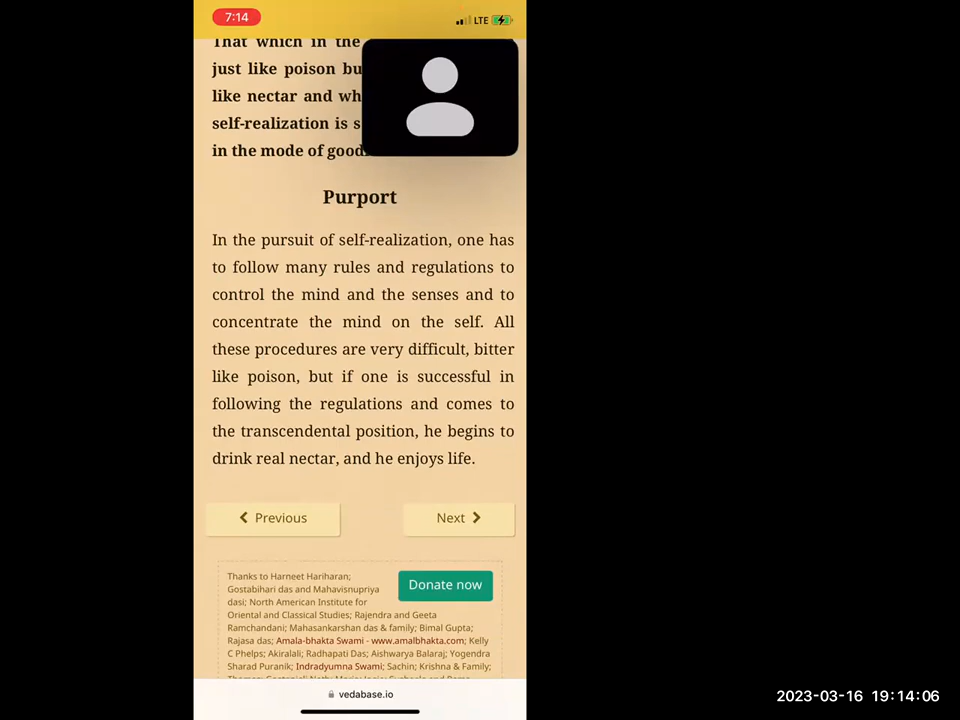 7:14
LTE
That which in the
just like poison bu
like nectar and wh
self-realization is s
in the mode of good
Purport
In the pursuit of self-realization, one has
to follow many rules and regulations to
control the mind and the senses and to
concentrate the mind on the self. All
these procedures are very difficult, bitter
like poison, but if one is successful in
following the regulations and comes to
the transcendental position, he begins to
drink real nectar, and he enjoys life.
Previous
Next
Thanks to Harneet Hariharan;
Gostabihari das and Mahavisnupriya
dasi; North American Institute for
Oriental and Classical Studies; Rajendra and Geeta
Ramchandani; Mahasankarshan das & family; Bimal Gupta;
Rajasa das; Amala-bhakta Swami - www.amalbhakta.com; Kelly
C Phelps; Akiralali; Radhapati Das; Aishwarya Balaraj; Yogendra
Sharad Puranik; Indradyumna Swami; Sachin; Krishna & Family;
Donate now
vedabase.io
2023-03-16 19:14:06